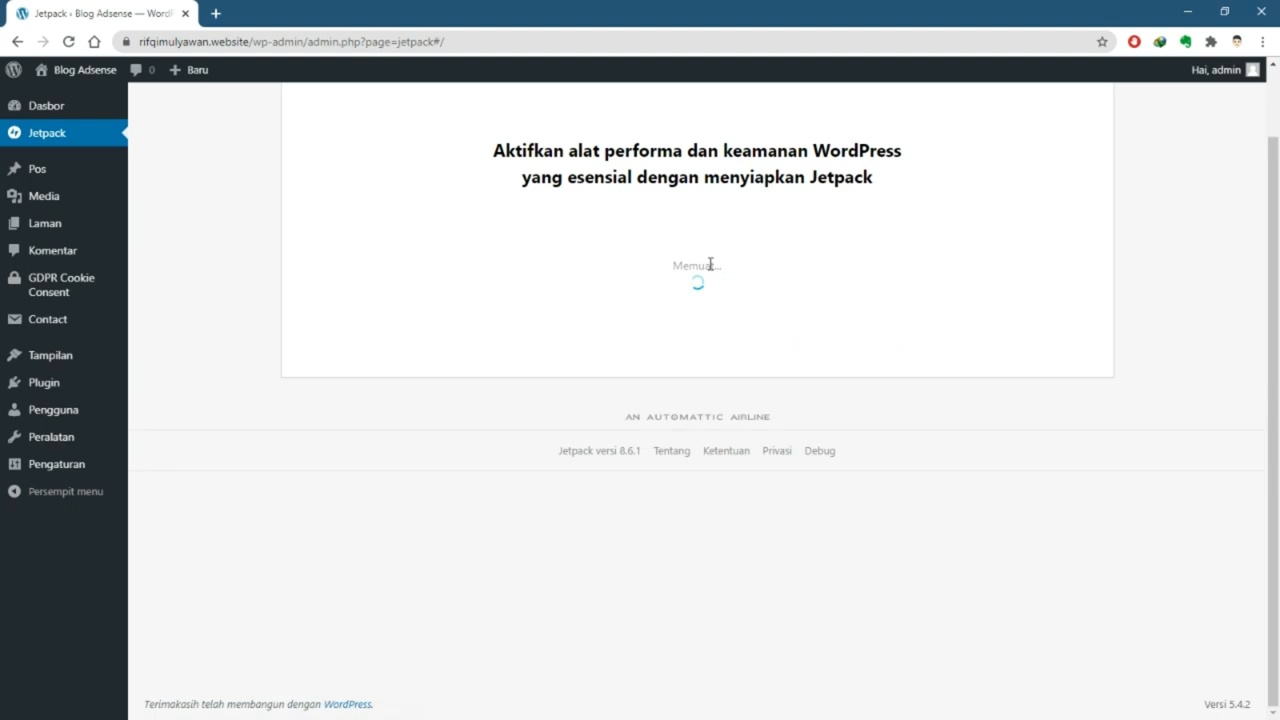 Jetpack ‹ Blog Adsense — Word
rifqimulyawan.website/wp-admin/admin.php?page=jetpack#/
Blog Adsense
0
Baru
Hai, admin
Dasbor
Jetpack
Pos
Media
Laman
Komentar
GDPR Cookie
Consent
Contact
Tampilan
Plugin
Pengguna
Peralatan
Pengaturan
Persempit menu
Aktifkan alat performa dan keamanan WordPress
yang esensial dengan menyiapkan Jetpack
Memuat...
AN AUTOMATTIC AIRLINE
Jetpack versi 8.6.1 Tentang Ketentuan Privasi Debug
Terimakasih telah membangun dengan WordPress.
Versi 5.4.2